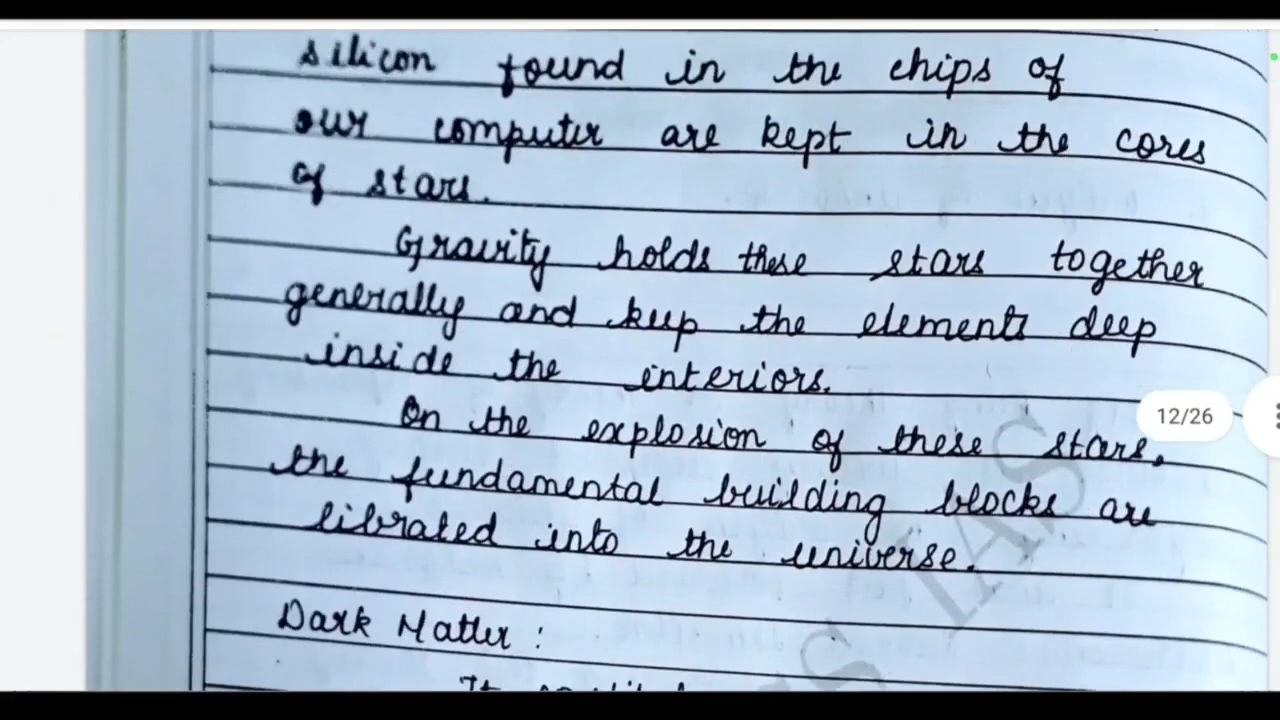 silicon found in the chips of
our computer are kept in the cores
of stars.
Gravity holds these stars together
generally and keep the elements deep
inside the interiors.
On the explosion of these stars,
the fundamental building blocks are
librated into the universe.
Dark Matter :
It
12/26
IAS